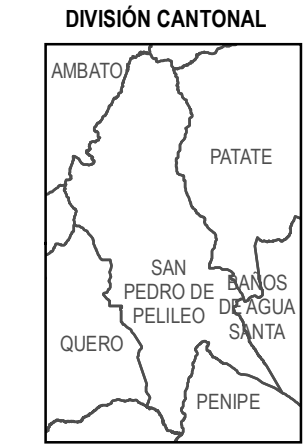 DIVISIÓN CANTONAL
AMBATO
PATATE
SAN
PEDRO DE
PELILEO
BAÑOS
DE AGUA
SANTA
QUERO
PENIPE